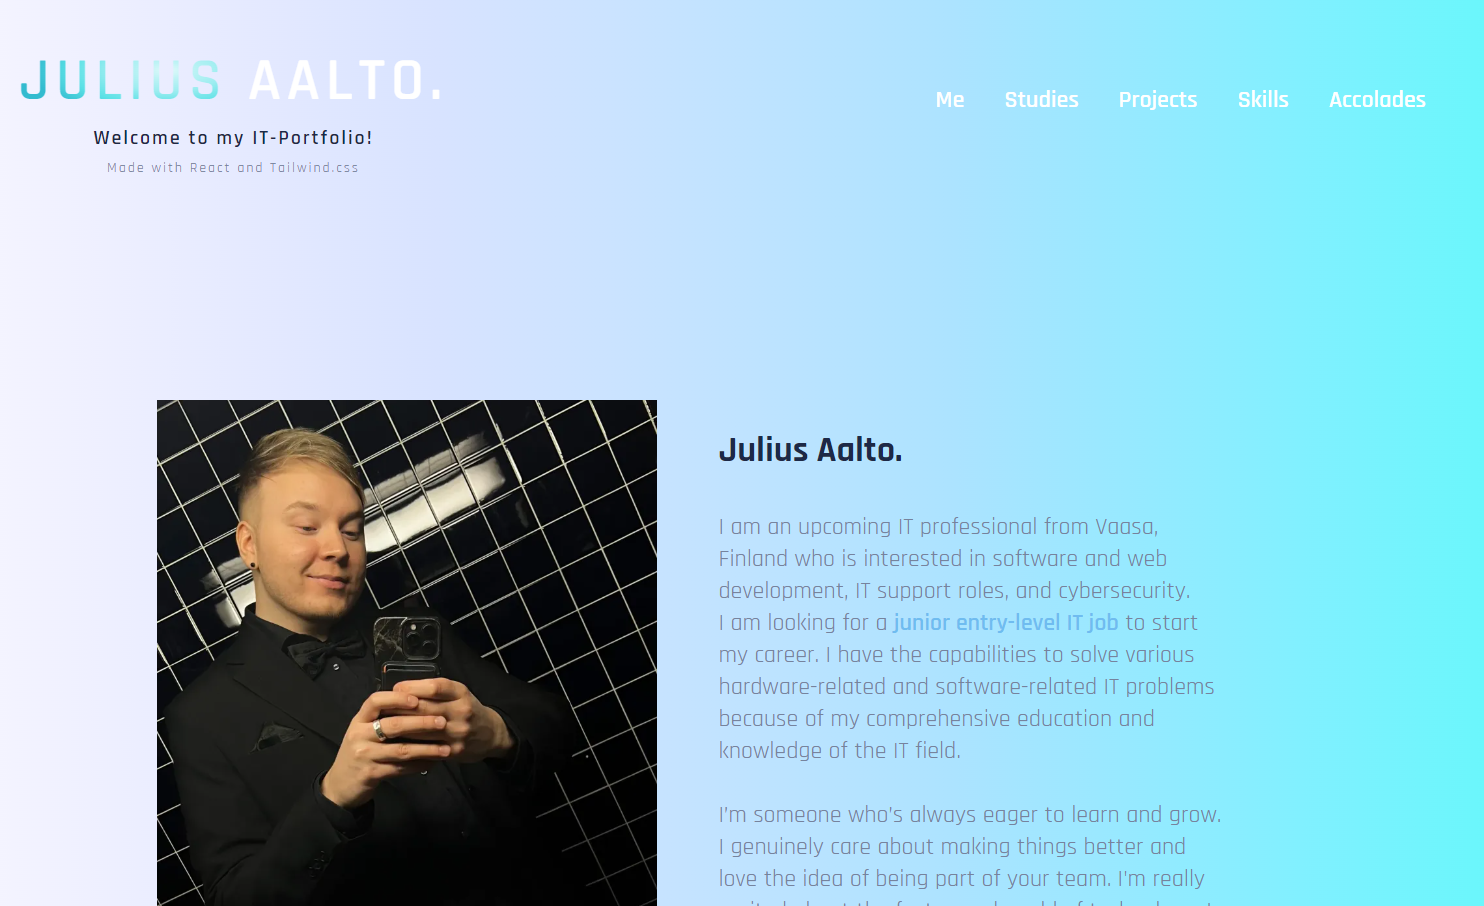 JULIUS AALTO.
Welcome to my IT-Portfolio!
Made with React and Tailwind.css
Me Studies Projects Skills Accolades
Julius Aalto.
I am an upcoming IT professional from Vaasa,
Finland who is interested in software and web
development, IT support roles, and cybersecurity.
I am looking for a junior entry-level IT job to start
my career. I have the capabilities to solve various
hardware-related and software-related IT problems
because of my comprehensive education and
knowledge of the IT field.
I'm someone who's always eager to learn and grow.
I genuinely care about making things better and
love the idea of being part of your team. I'm really